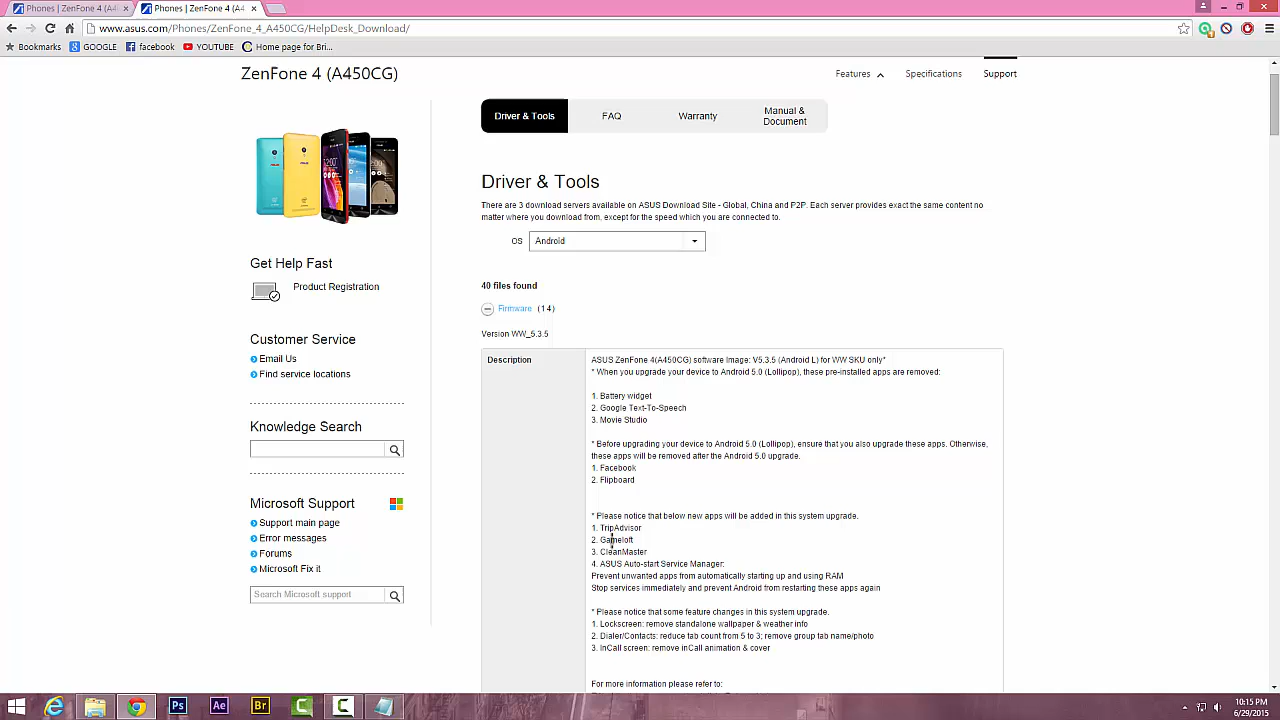 Phones | ZenFone 4 (A450
Phones | ZenFone 4 (A4
www.asus.com/Phones/ZenFone_4_A450CG/HelpDesk_Download/
Bookmarks GOOGLE facebook YOUTUBE Home page for Bri...
ZenFone 4 (A450CG)
Features Specifications Support
Driver & Tools FAQ Warranty Manual & Document
Driver & Tools
There are 3 download servers available on ASUS Download Site - Global, China and P2P. Each server provides exact the same content no
matter where you download from, except for the speed which you are connected to.
OS Android
Get Help Fast
Product Registration
40 files found
Firmware (14)
Version WW_5.3.5
Customer Service
Email Us
Find service locations
Description
ASUS ZenFone 4(A450CG) software Image: V5.3.5 (Android L) for WW SKU only*
* When you upgrade your device to Android 5.0 (Lollipop), these pre-installed apps are removed:
1. Battery widget
2. Google Text-To-Speech
3. Movie Studio
* Before upgrading your device to Android 5.0 (Lollipop), ensure that you also upgrade these apps. Otherwise,
these apps will be removed after the Android 5.0 upgrade.
1. Facebook
2. Flipboard
* Please notice that below new apps will be added in this system upgrade.
1. TripAdvisor
2. Gameloft
3. CleanMaster
4. ASUS Auto-start Service Manager:
Prevent unwanted apps from automatically starting up and using RAM
Stop services immediately and prevent Android from restarting these apps again
* Please notice that some feature changes in this system upgrade.
1. Lockscreen: remove standalone wallpaper & weather info
2. Dialer/Contacts: reduce tab count from 5 to 3; remove group tab name/photo
3. InCall screen: remove inCall animation & cover
For more information please refer to:
Knowledge Search
Microsoft Support
Support main page
Error messages
Forums
Microsoft Fix it
Search Microsoft support
Ps Ae Br C C
10:15 PM
6/29/2015